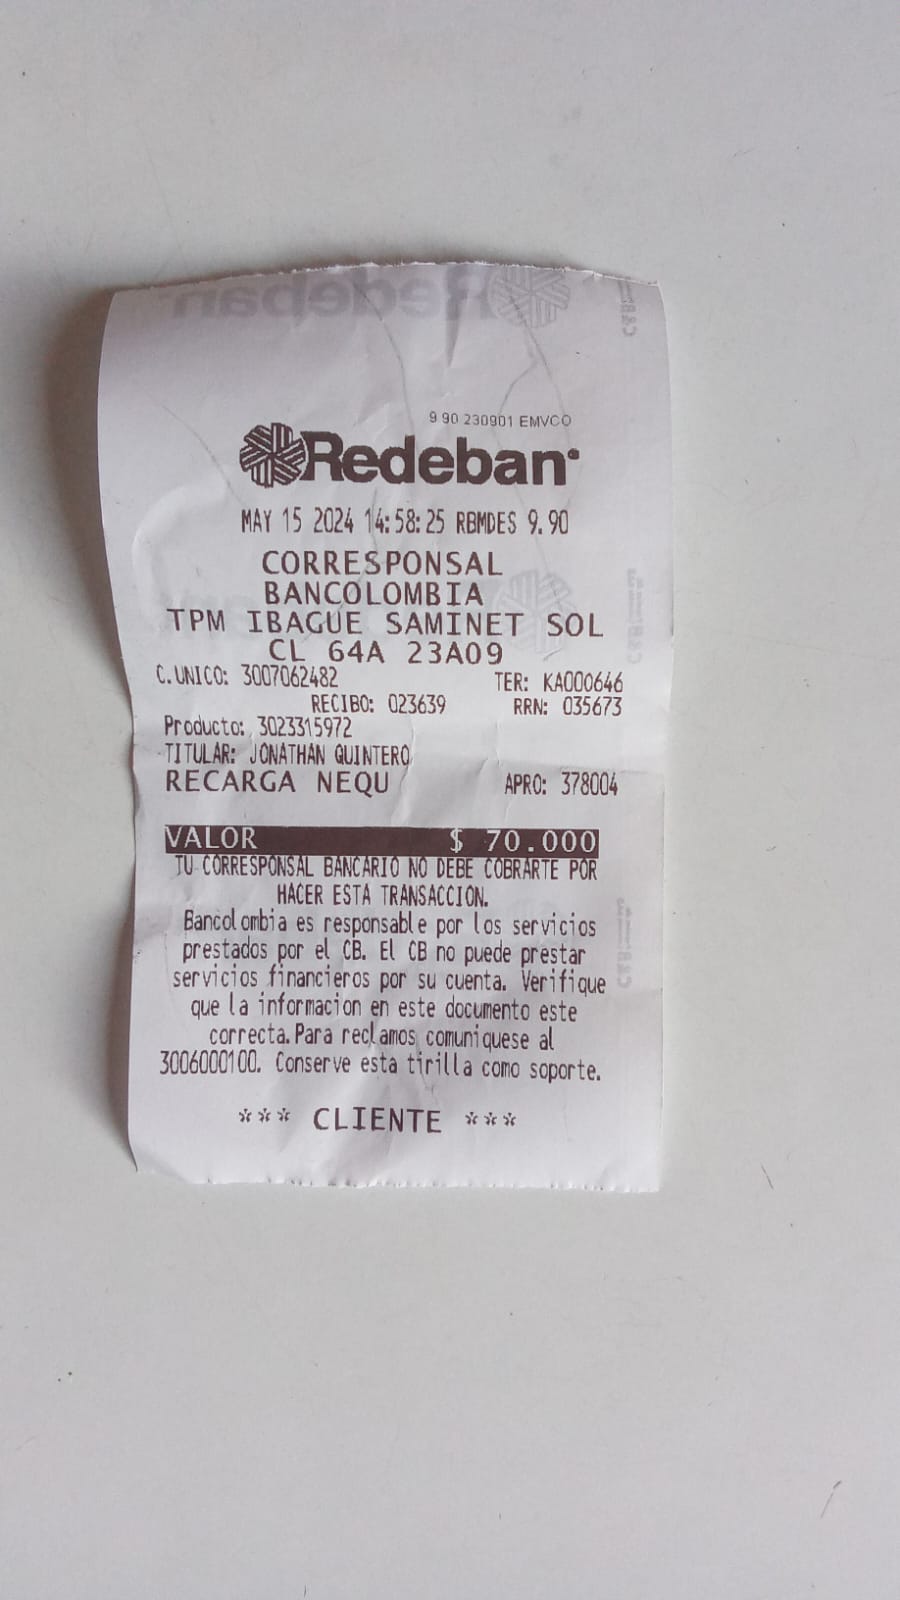 Redeban
9 90 230901 EMVCO
Redeban
MAY 15 2024 14:58:25 RBMDES 9.90
CORRESPONSAL
BANCOLOMBIA
TPM IBAGUE SAMINET SOL
CL 64A 23A09
C.UNICO: 3007062482 TER: KA000646
RECIBO: 023639 RRN: 035673
Producto: 3023315972
TITULAR: JONATHAN QUINTERO
RECARGA NEQU APRO: 378004
VALOR $ 70.000
TU CORRESPONSAL BANCARIO NO DEBE COBRARTE POR
HACER ESTA TRANSACCION.
Bancolombia es responsable por los servicios
prestados por el CB. El CB no puede prestar
servicios financieros por su cuenta. Verifique
que la informacion en este documento este
correcta. Para reclamos comuniquese al
3006000100. Conserve esta tirilla como soporte.
*** CLIENTE ***